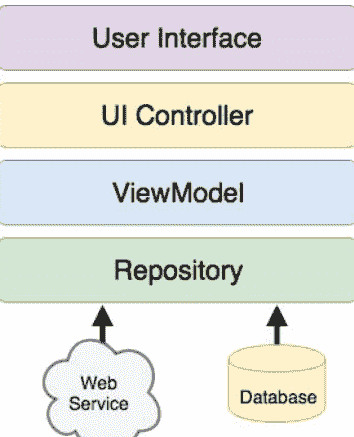 User Interface
UI Controller
ViewModel
Repository
Web
Service
Database